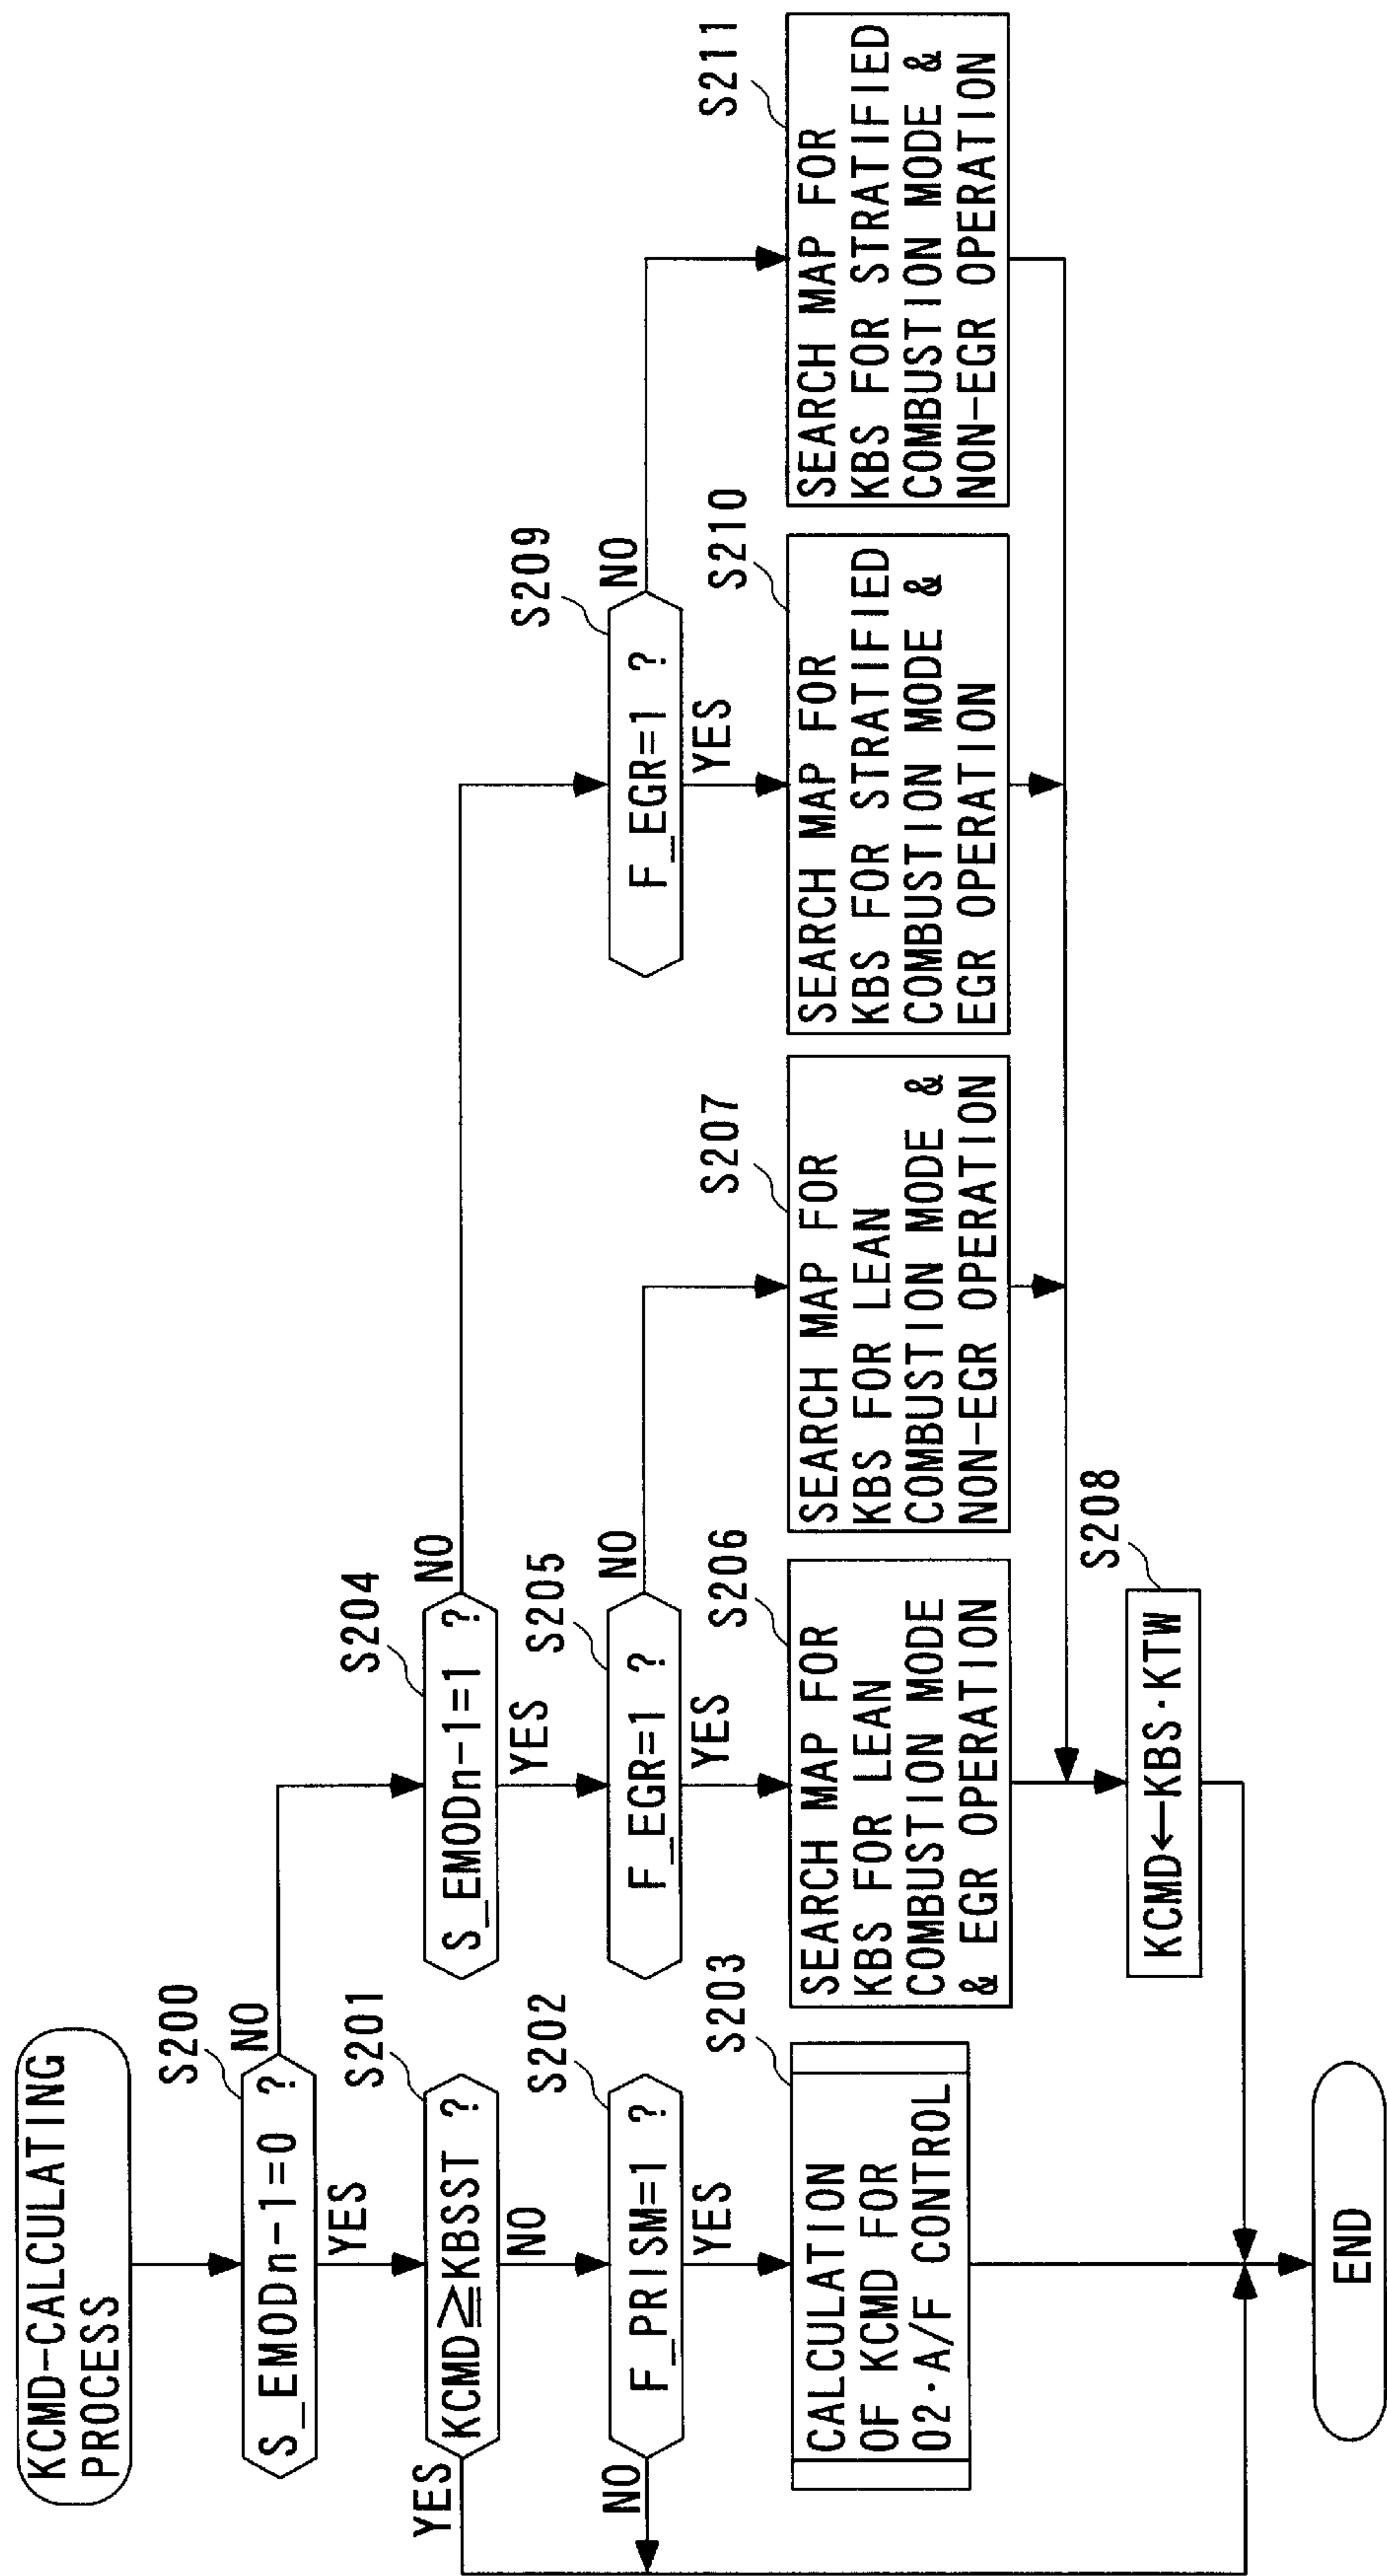 KCMD-CALCULATING
PROCESS
S200
S_EMODn-1=0 ?
NO
YES
S201
KCMD≧KBSST ?
YES
NO
S202
F_PRISM=1 ?
NO
YES
S203
CALCULATION
OF KCMD FOR
O2·A/F CONTROL
S204
S_EMODn-1=1 ?
NO
YES
S205
F_EGR=1 ?
NO
YES
S206
SEARCH MAP FOR
KBS FOR LEAN
COMBUSTION MODE
& EGR OPERATION
S207
SEARCH MAP FOR
KBS FOR LEAN
COMBUSTION MODE &
NON-EGR OPERATION
S208
KCMD←KBS·KTW
S209
F_EGR=1 ?
NO
YES
S210
SEARCH MAP FOR
KBS FOR STRATIFIED
COMBUSTION MODE &
EGR OPERATION
S211
SEARCH MAP FOR
KBS FOR STRATIFIED
COMBUSTION MODE &
NON-EGR OPERATION
END